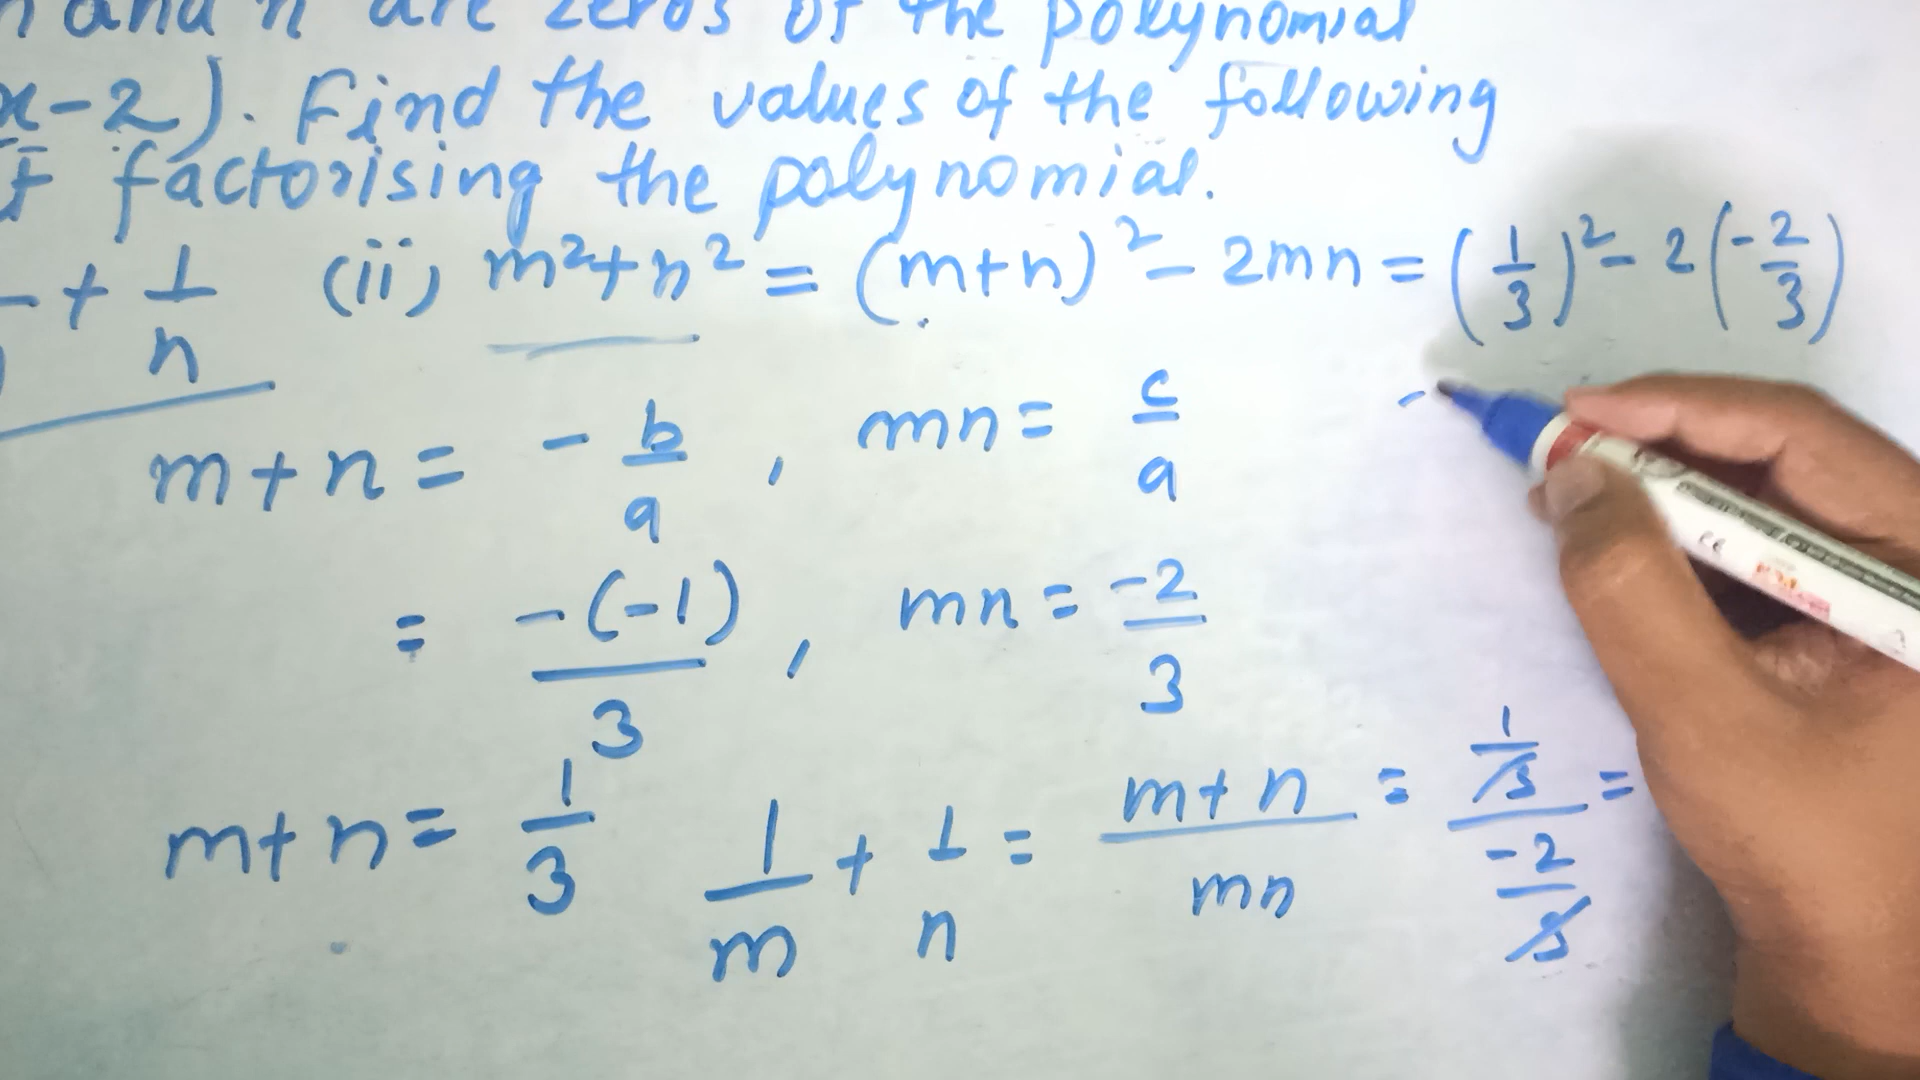 and n are zeros of the polynomial
x-2). Find the values of the following
factorising the polynomial.
+ 1/n (ii) m²+n² = (m+n)² - 2mn = (1/3)² - 2(-2/3)
m+n = -b/a , mn = c/a
= -(-1)/3 , mn = -2/3
m+n = 1/3
1/m + 1/n = m+n/mn = 1/3/-2/3 =